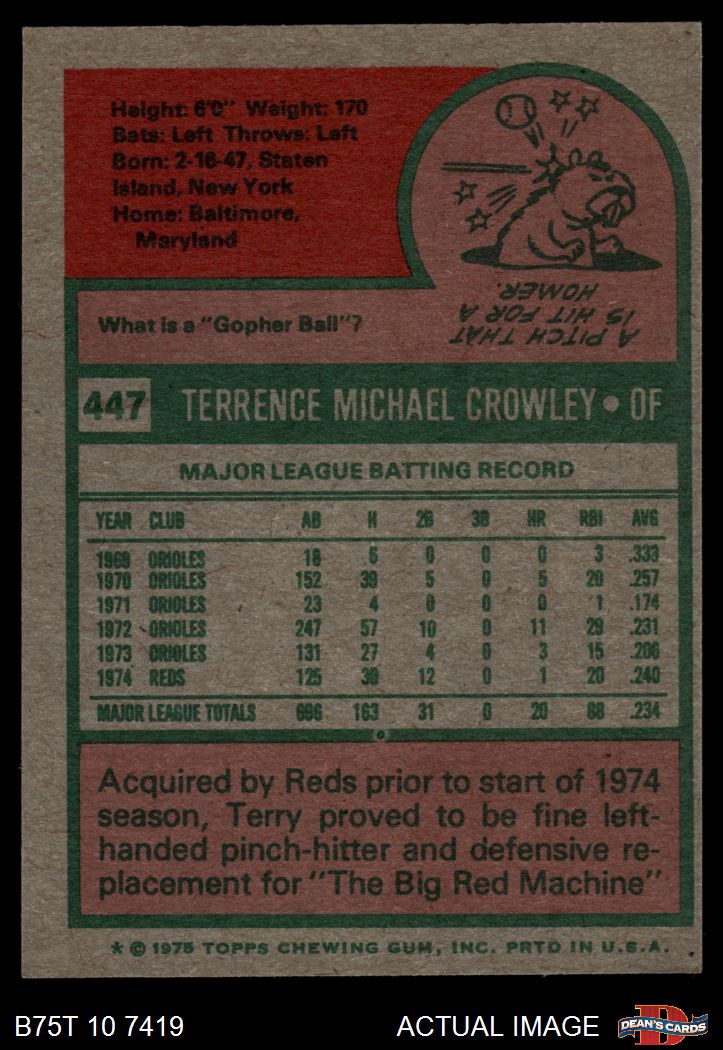 Height: 6'0" Weight: 170
Bats: Left Throws: Left
Born: 2-16-47, Staten
Island, New York
Home: Baltimore,
Maryland
What is a "Gopher Ball"?
A PITCH THAT
IS HIT FOR A
HOMER.
447 TERRENCE MICHAEL CROWLEY • OF
MAJOR LEAGUE BATTING RECORD
YEAR CLUB AB H 2B 3B HR RBI AVG
1969 ORIOLES 18 6 0 0 0 3 .333
1970 ORIOLES 152 39 5 0 5 20 .257
1971 ORIOLES 23 4 0 0 0 1 .174
1972 ORIOLES 247 57 10 0 11 29 .231
1973 ORIOLES 131 27 4 0 3 15 .206
1974 REDS 125 30 12 0 1 20 .240
MAJOR LEAGUE TOTALS 696 163 31 0 20 88 .234
Acquired by Reds prior to start of 1974
season, Terry proved to be fine left-
handed pinch-hitter and defensive re-
placement for "The Big Red Machine"
* © 1975 TOPPS CHEWING GUM, INC. PRTD IN U.S.A.
B75T 10 7419 ACTUAL IMAGE DEAN'S CARDS